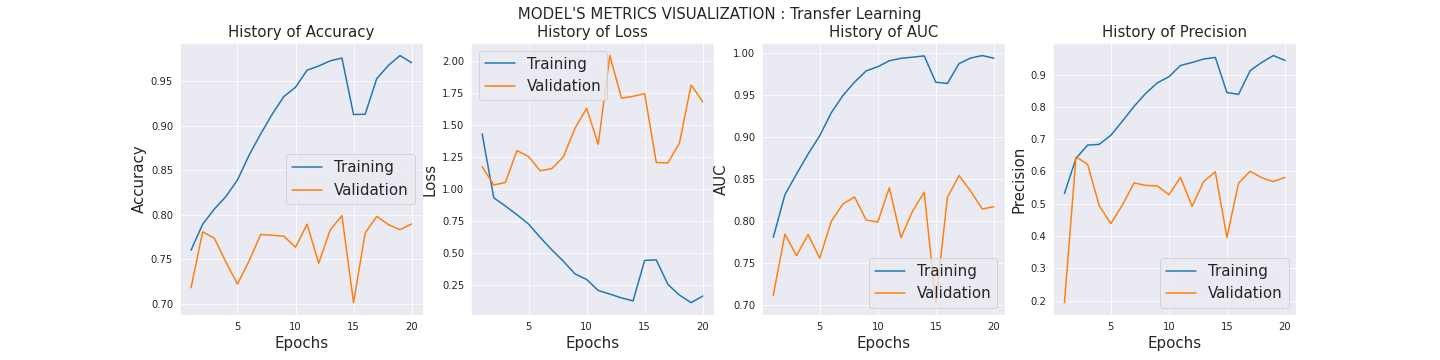 MODEL'S METRICS VISUALIZATION : Transfer Learning
History of Accuracy
Accuracy
0.95
0.90
0.85
0.80
0.75
0.70
Training
Validation
5
10
15
20
Epochs
History of Loss
Loss
2.00
1.75
1.50
1.25
1.00
0.75
0.50
0.25
Training
Validation
5
10
15
20
Epochs
History of AUC
AUC
1.00
0.95
0.90
0.85
0.80
0.75
0.70
Training
Validation
5
10
15
20
Epochs
History of Precision
Precision
0.9
0.8
0.7
0.6
0.5
0.4
0.3
0.2
Training
Validation
5
10
15
20
Epochs